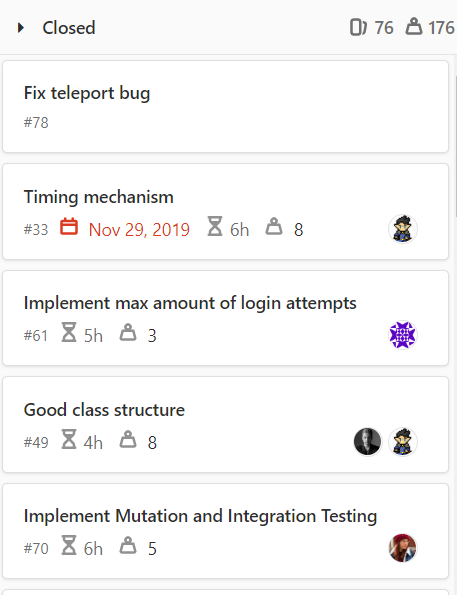 Closed 76 176
Fix teleport bug
#78
Timing mechanism
#33 Nov 29, 2019 6h 8
Implement max amount of login attempts
#61 5h 3
Good class structure
#49 4h 8
Implement Mutation and Integration Testing
#70 6h 5